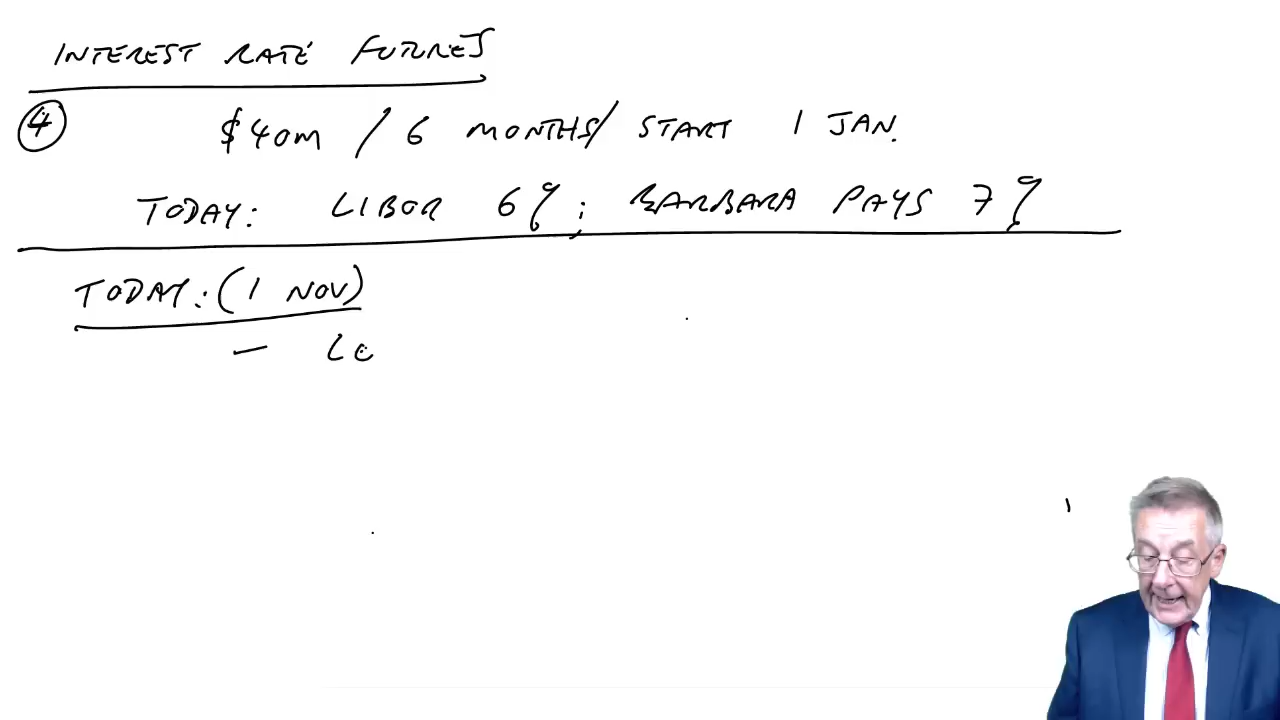 INTEREST RATE FUTURES
4 $40M / 6 MONTHS / START 1 JAN.
TODAY: LIBOR 6%; BARBARA PAYS 7%
TODAY: (1 NOV)
-